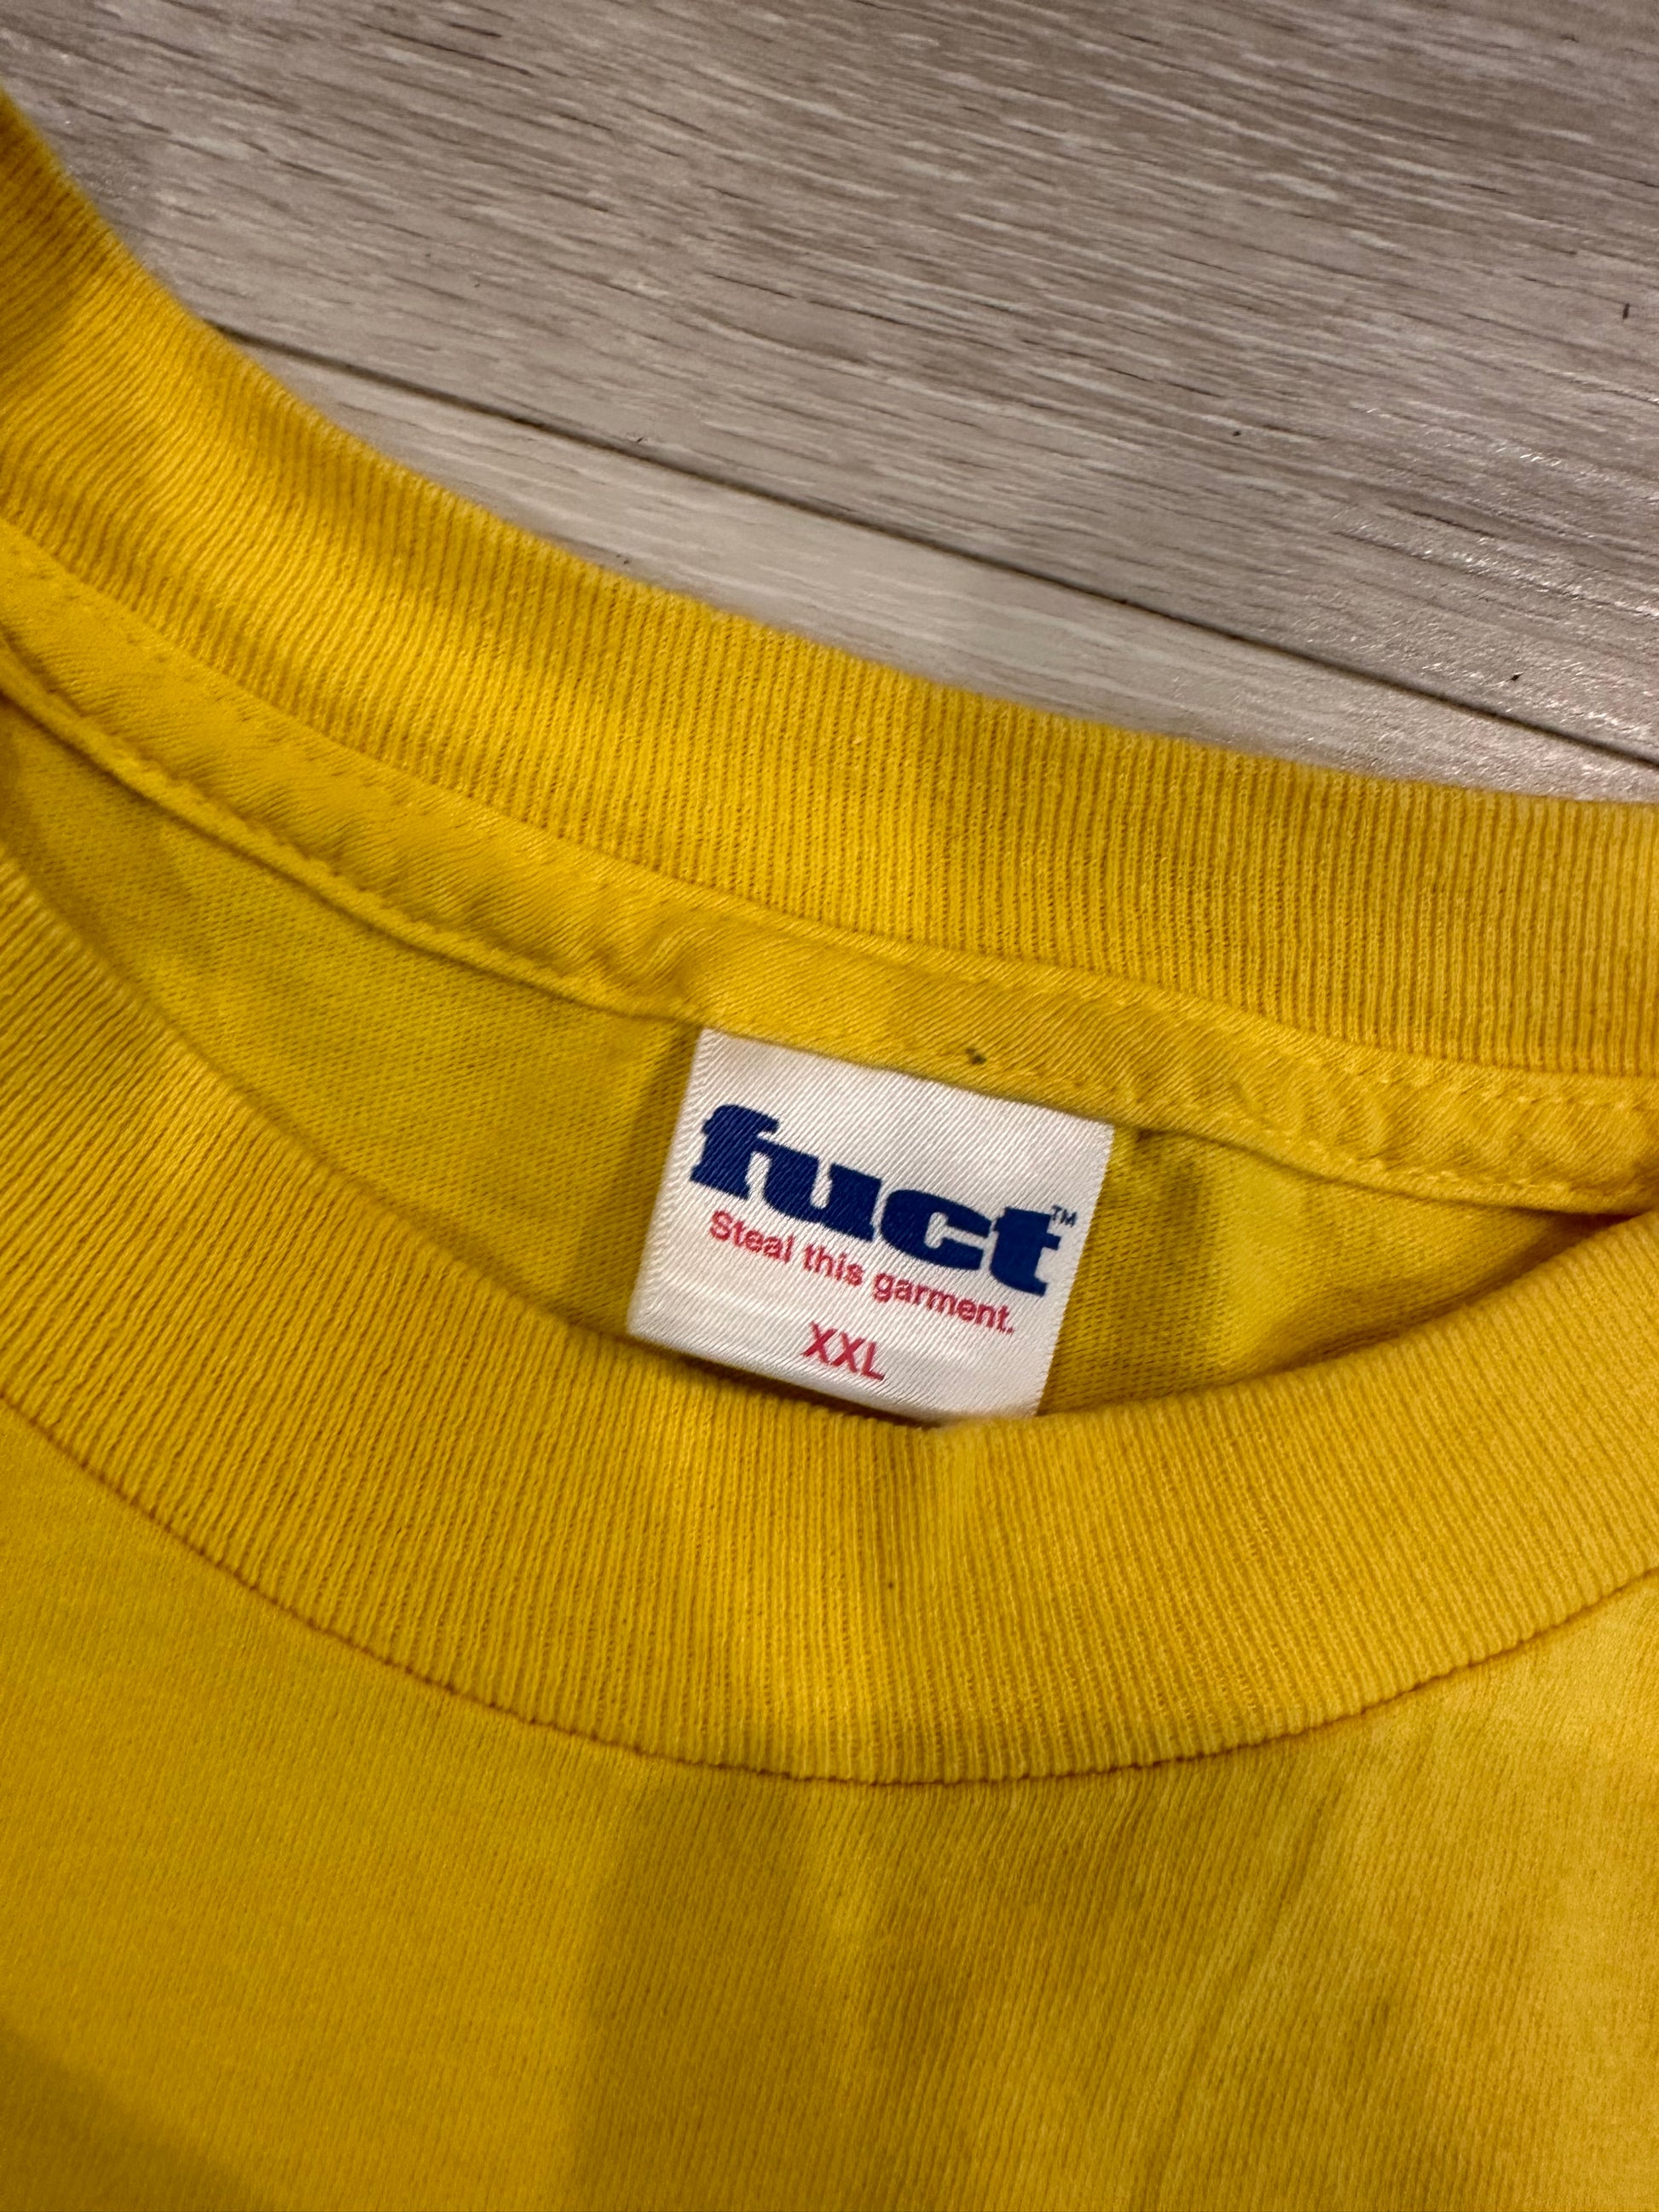 fuct™
Steal this garment.
XXL